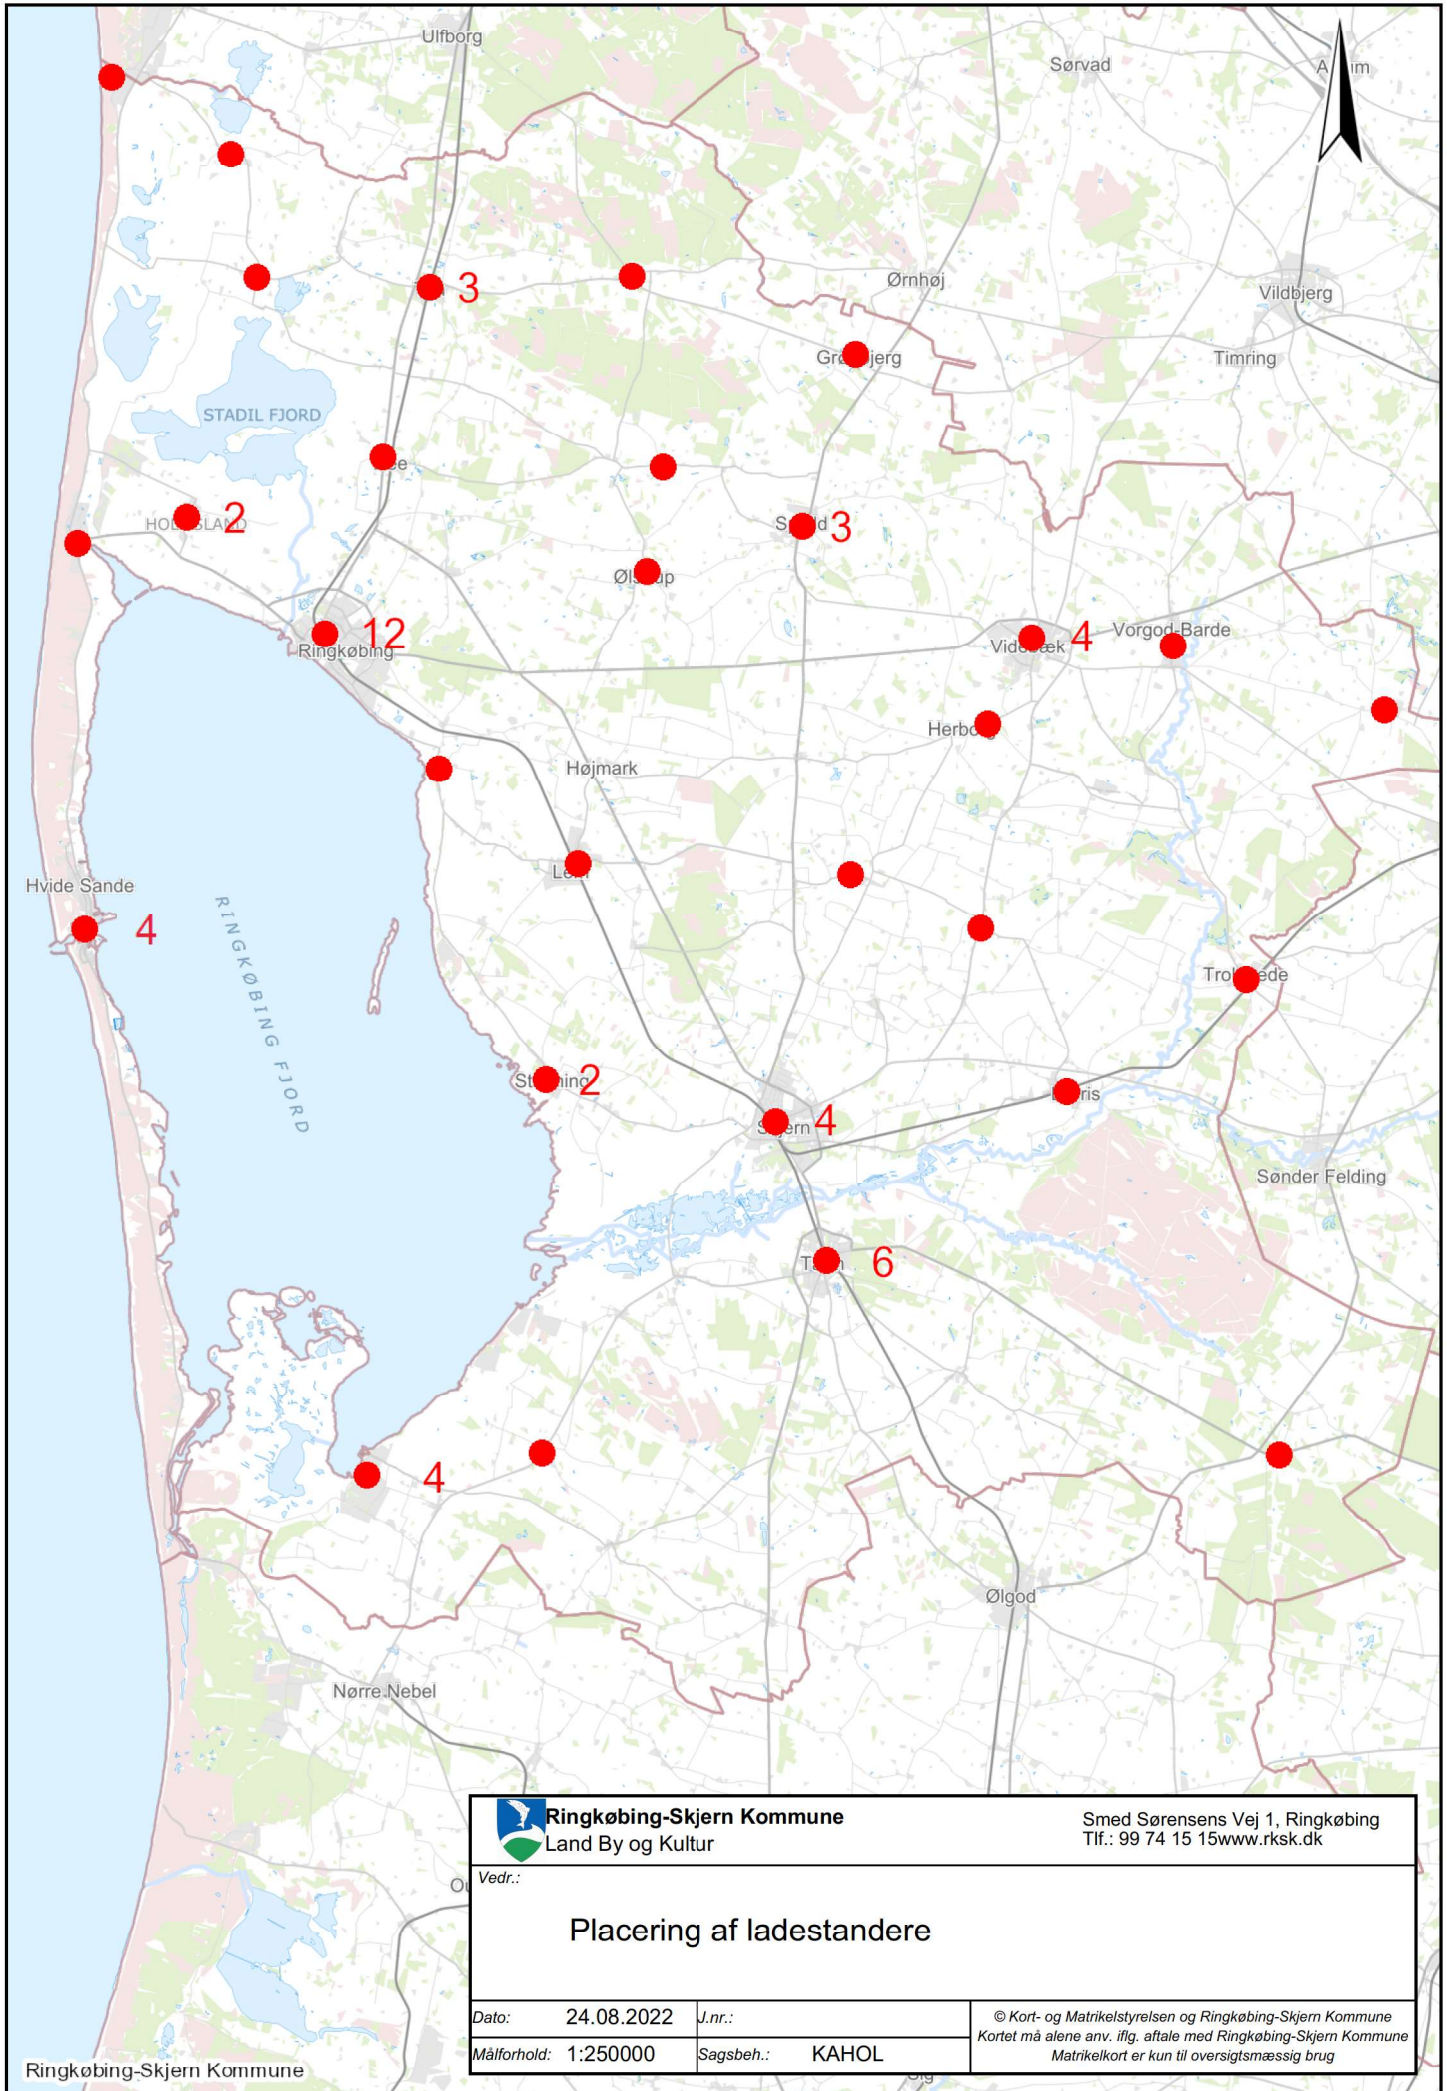 Ulfborg
Sørvad
3
Ørnhøj
Vildbjerg
Timring
STADIL FJORD
2
3
12
Ringkøbing
4
Vorgod-Barde
Højmark
Hvide Sande
4
RINGKØBING FJORD
2
4
Sønder Felding
6
4
Ølgod
Nørre Nebel
Ringkøbing-Skjern Kommune
Land By og Kultur
Smed Sørensens Vej 1, Ringkøbing
Tlf.: 99 74 15 15www.rksk.dk
Vedr.:
Placering af ladestandere
Dato: 24.08.2022 J.nr.:
Målforhold: 1:250000 Sagsbeh.: KAHOL
© Kort- og Matrikelstyrelsen og Ringkøbing-Skjern Kommune
Kortet må alene anv. iflg. aftale med Ringkøbing-Skjern Kommune
Matrikelkort er kun til oversigtsmæssig brug
Ringkøbing-Skjern Kommune